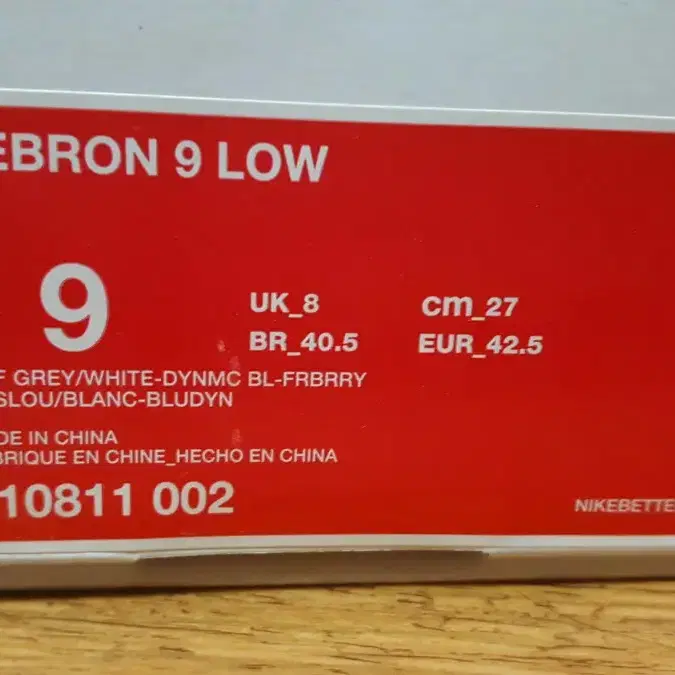 EBRON 9 LOW
9
UK_8 cm_27
BR_40.5 EUR_42.5
F GREY/WHITE-DYNMC BL-FRBRRY
SLOU/BLANC-BLUDYN
DE IN CHINA
BRIQUE EN CHINE_HECHO EN CHINA
10811 002
NIKEBETTE